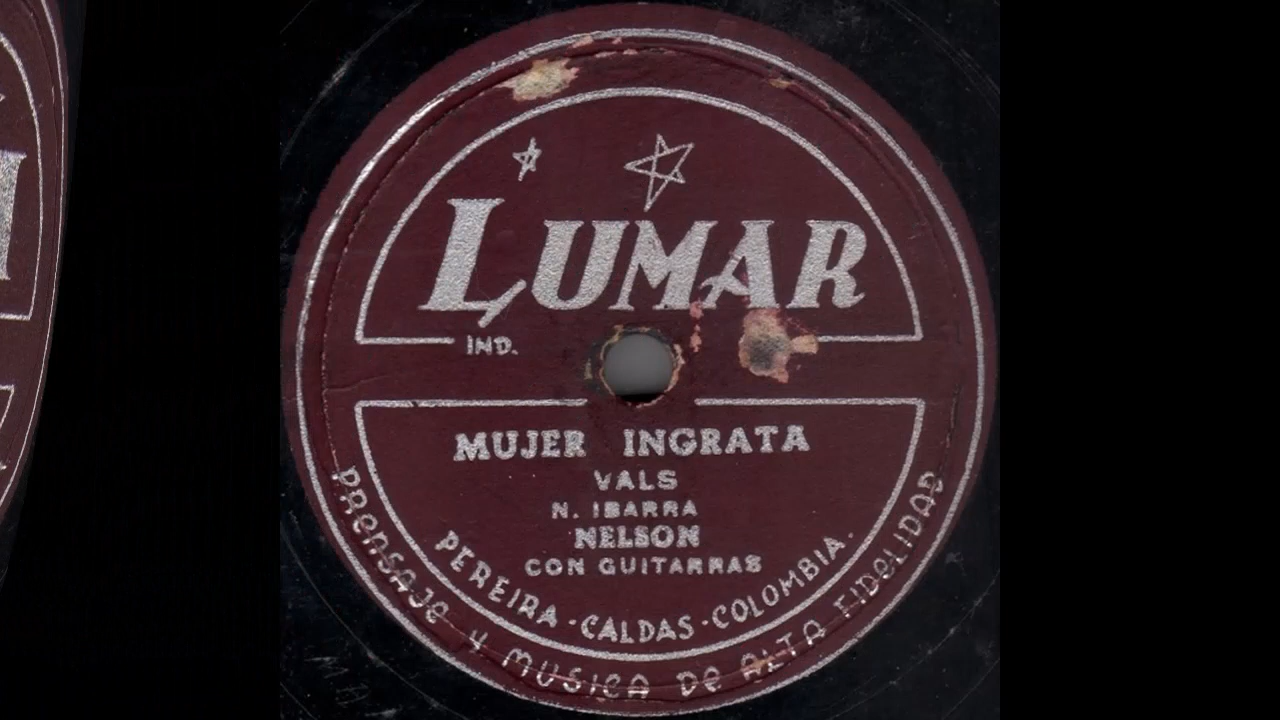 LUMAR
IND.
MUJER INGRATA
VALS
N. IBARRA
NELSON
CON GUITARRAS
PEREIRA - CALDAS - COLOMBIA.
PRENSAJE Y MUSICA DE ALTA FIDELIDAD